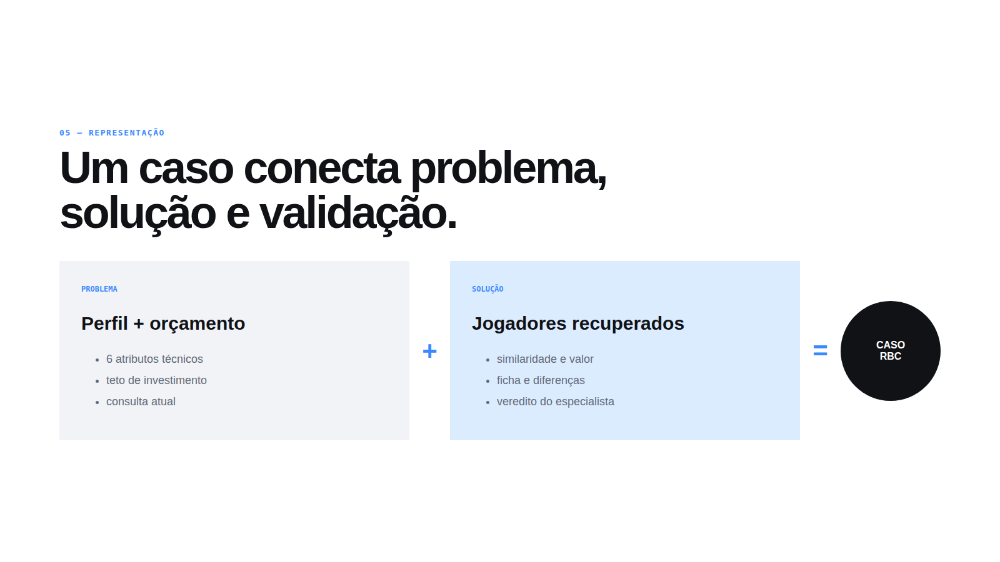 05 — REPRESENTAÇÃO
Um caso conecta problema,
solução e validação.
PROBLEMA
Perfil + orçamento
• 6 atributos técnicos
• teto de investimento
• consulta atual
+
SOLUÇÃO
Jogadores recuperados
• similaridade e valor
• ficha e diferenças
• veredito do especialista
=
CASO
RBC